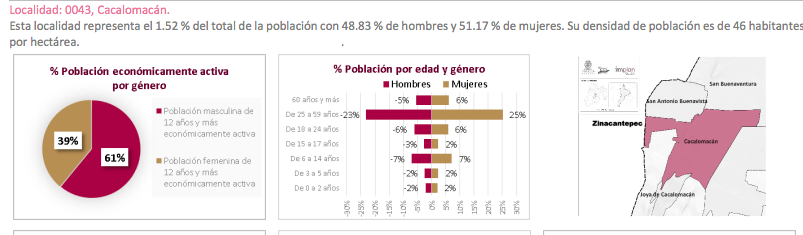 Localidad: 0043, Cacalomacán.
Esta localidad representa el 1.52 % del total de la población con 48.83 % de hombres y 51.17 % de mujeres. Su densidad de población es de 46 habitantes
por hectárea.
.
% Población económicamente activa
por género
39%
61%
Población masculina de
12 años y más
económicamente activa
Población femenina de
12 años y más
económicamente activa
% Población por edad y género
Hombres Mujeres
60 años y más -5% 6%
De 25 a 59 años -23% 25%
De 18 a 24 años -6% 6%
De 15 a 17 años -3% 2%
De 6 a 14 años -7% 7%
De 3 a 5 años -2% 2%
De 0 a 2 años -2% 2%
-30% -25% -20% -15% -10% -5% 0% 5% 10% 15% 20% 25% 30%
implan
San Buenaventura
San Antonio Buenavista
Zinacantepec
Cacalomacán
Joya de Cacalomacán